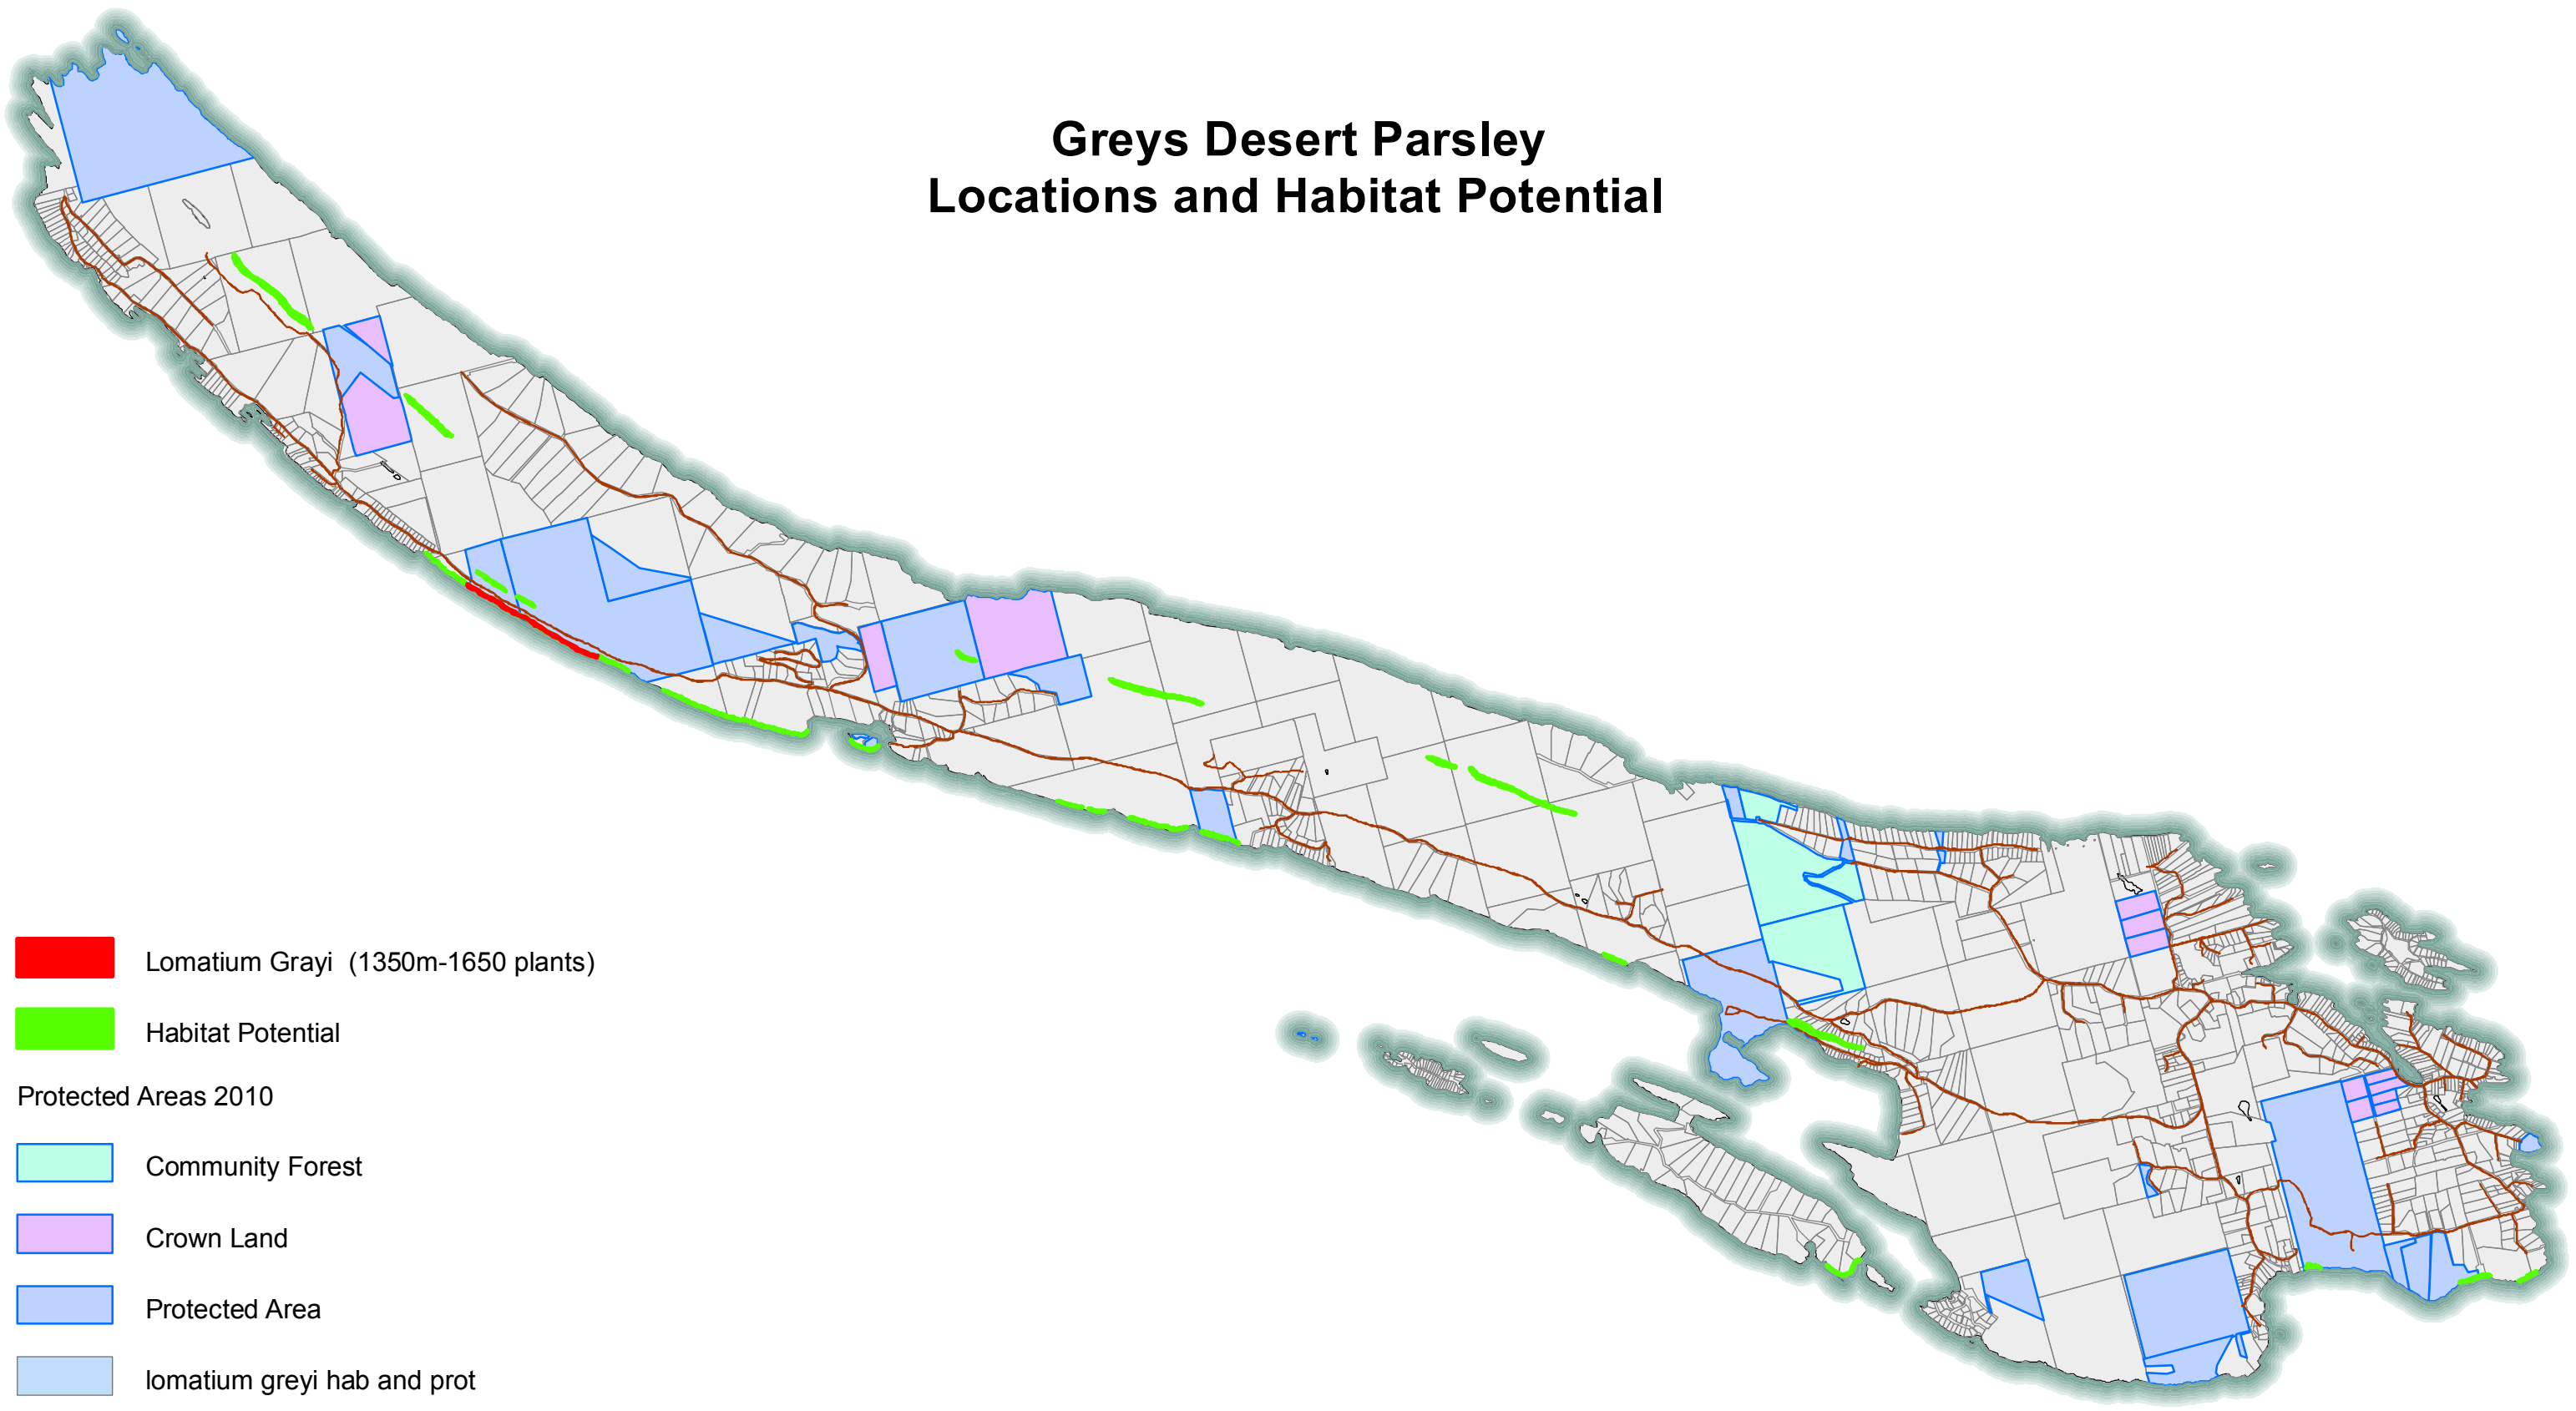 Greys Desert Parsley
Locations and Habitat Potential
Lomatium Grayi (1350m-1650 plants)
Habitat Potential
Protected Areas 2010
Community Forest
Crown Land
Protected Area
lomatium greyi hab and prot